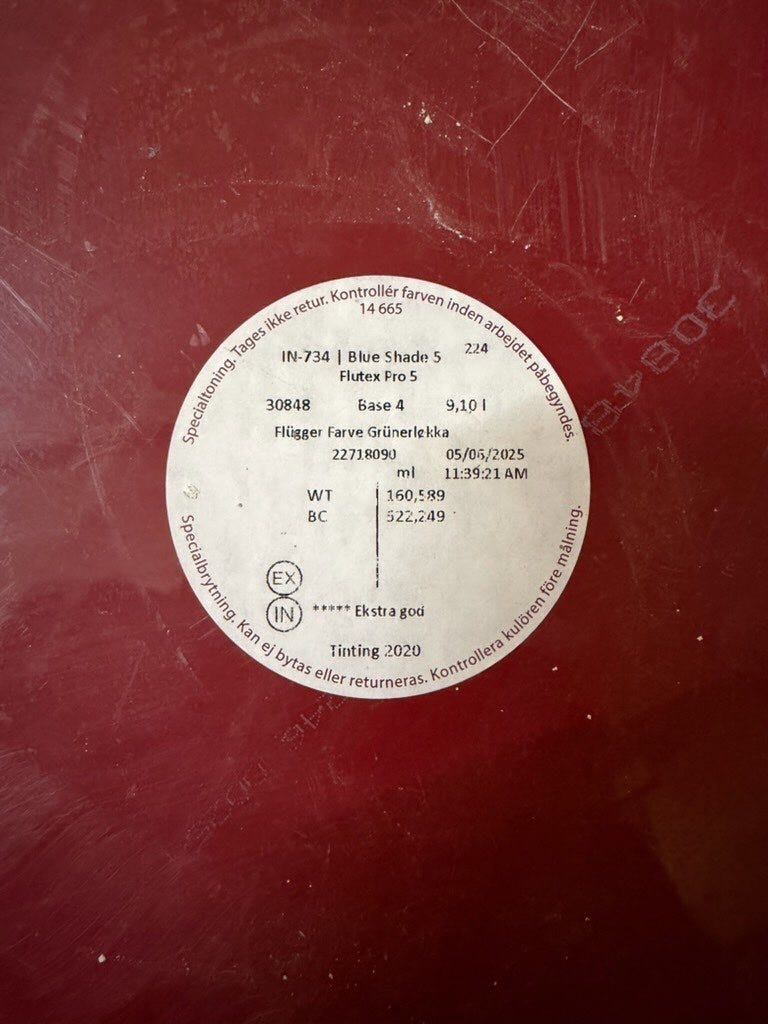 Specialtoning. Tages ikke retur. Kontrollér farven inden arbejdet påbegyndes.
14 665
IN-734 | Blue Shade 5 224
Flutex Pro 5
30848 Base 4 9,10 l
Flügger Farve Grünerløkka
22718090 05/06/2025
ml 11:39:21 AM
WT 160,589
BC 522,249
EX
IN ***** Ekstra god
Tinting 2020
Specialbrytning. Kan ej bytas eller returneras. Kontrollera kulören före målning.
30848